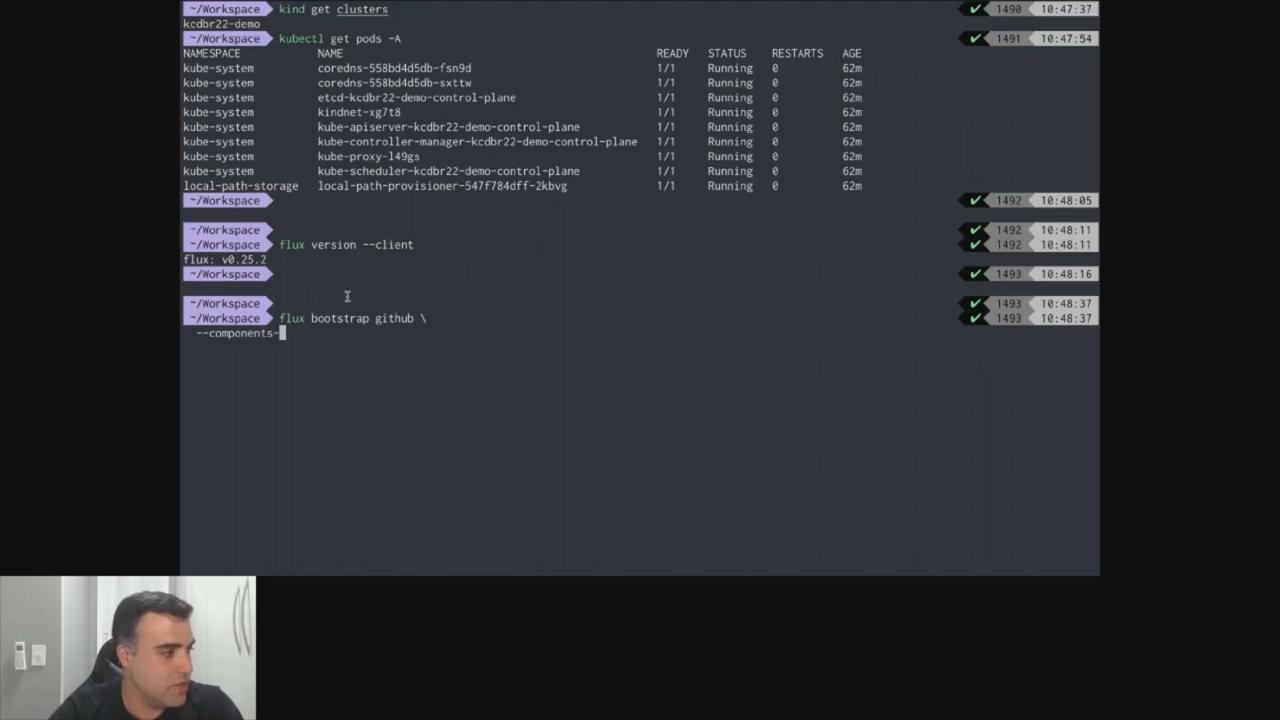 ~/Workspace kind get clusters ✔ 1490 10:47:37
kcdbr22-demo
~/Workspace kubectl get pods -A ✔ 1491 10:47:54
NAMESPACE NAME READY STATUS RESTARTS AGE
kube-system coredns-558bd4d5db-fsn9d 1/1 Running 0 62m
kube-system coredns-558bd4d5db-sxttw 1/1 Running 0 62m
kube-system etcd-kcdbr22-demo-control-plane 1/1 Running 0 62m
kube-system kindnet-xg7t8 1/1 Running 0 62m
kube-system kube-apiserver-kcdbr22-demo-control-plane 1/1 Running 0 62m
kube-system kube-controller-manager-kcdbr22-demo-control-plane 1/1 Running 0 62m
kube-system kube-proxy-l49gs 1/1 Running 0 62m
kube-system kube-scheduler-kcdbr22-demo-control-plane 1/1 Running 0 62m
local-path-storage local-path-provisioner-547f784dff-2kbvg 1/1 Running 0 62m
~/Workspace ✔ 1492 10:48:05
~/Workspace ✔ 1492 10:48:11
~/Workspace flux version --client ✔ 1492 10:48:11
flux: v0.25.2
~/Workspace ✔ 1493 10:48:16
~/Workspace ✔ 1493 10:48:37
~/Workspace flux bootstrap github \ ✔ 1493 10:48:37
--components-